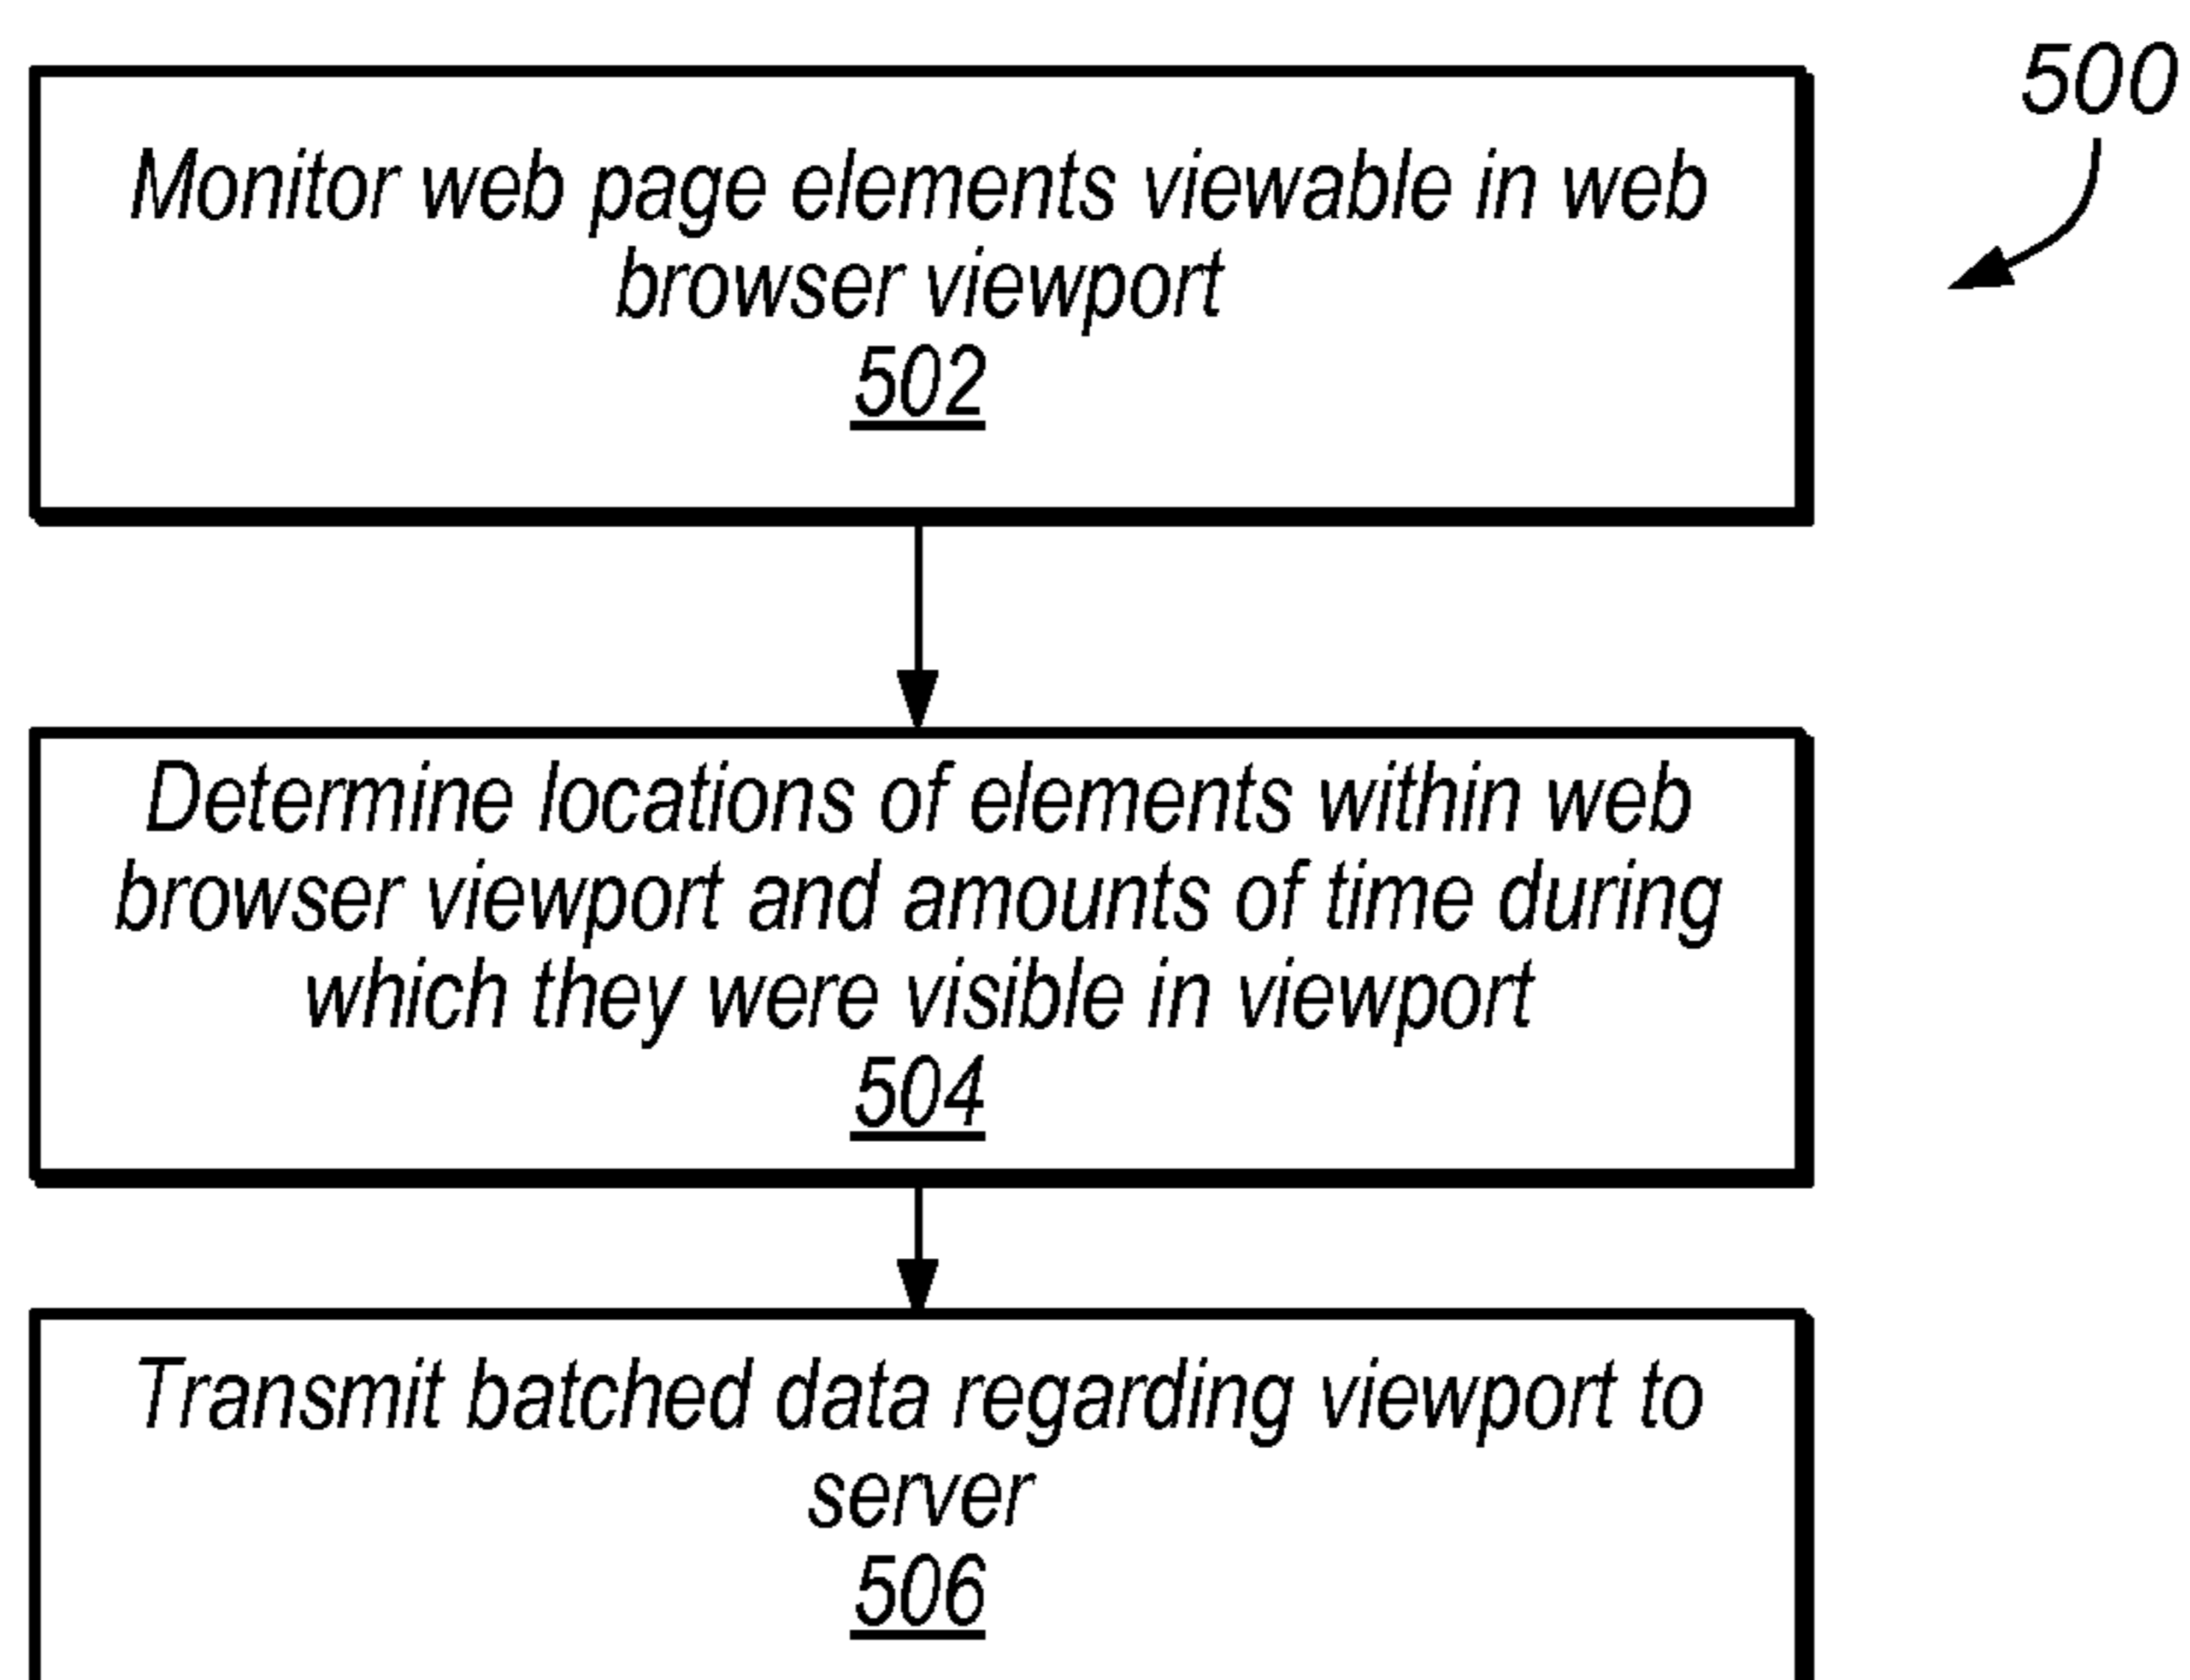 500
Monitor web page elements viewable in web
browser viewport
502
Determine locations of elements within web
browser viewport and amounts of time during
which they were visible in viewport
504
Transmit batched data regarding viewport to
server
506